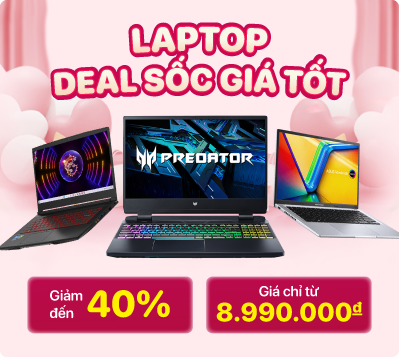 LAPTOP
DEAL SỐC GIÁ TỐT
PREDATOR
Giảm
đến
40%
Giá chỉ từ
8.990.000đ